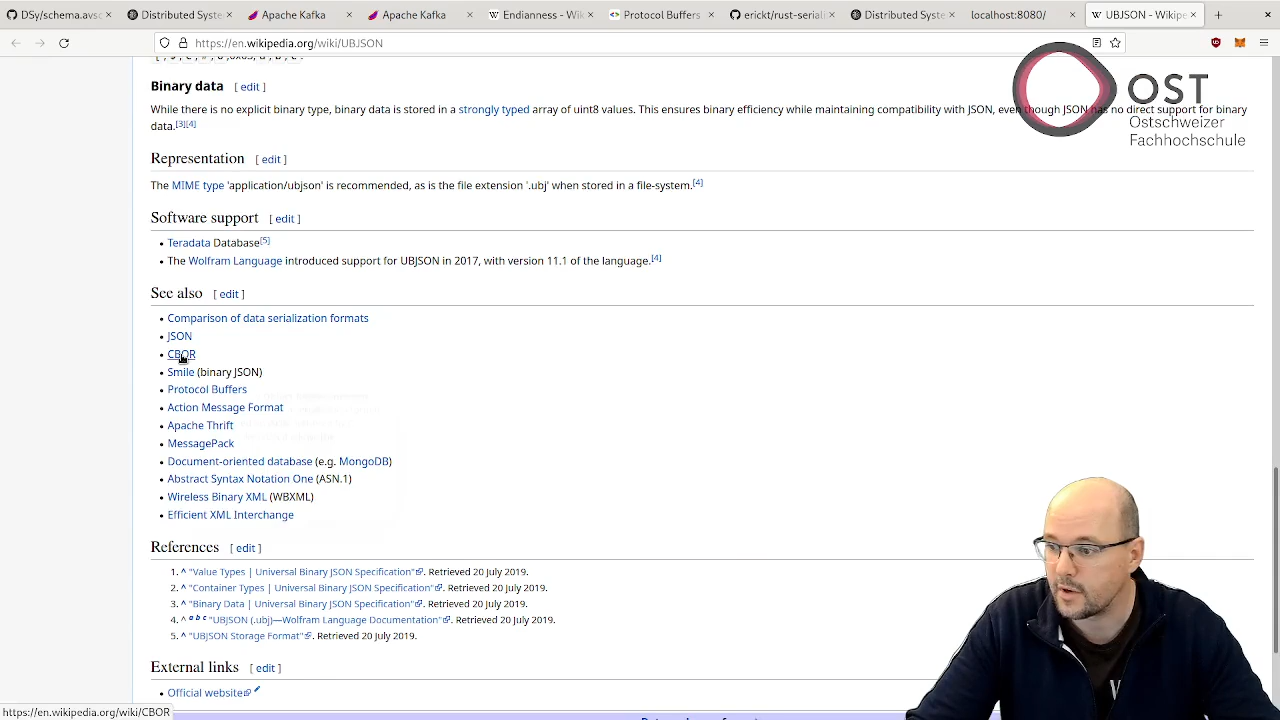 DSy/schema.avsc
Distributed Syste
Apache Kafka
Apache Kafka
Endianness - Wik
Protocol Buffers
erickt/rust-seriali
Distributed Syste
localhost:8080/
UBJSON - Wikipe
https://en.wikipedia.org/wiki/UBJSON
OST
Ostschweizer
Fachhochschule
Binary data [ edit ]
While there is no explicit binary type, binary data is stored in a strongly typed array of uint8 values. This ensures binary efficiency while maintaining compatibility with JSON, even though JSON has no direct support for binary
data.[3][4]
Representation [ edit ]
The MIME type 'application/ubjson' is recommended, as is the file extension '.ubj' when stored in a file-system.[4]
Software support [ edit ]
• Teradata Database[5]
• The Wolfram Language introduced support for UBJSON in 2017, with version 11.1 of the language.[4]
See also [ edit ]
• Comparison of data serialization formats
• JSON
• CBOR
• Smile (binary JSON)
• Protocol Buffers
• Action Message Format
• Apache Thrift
• MessagePack
• Document-oriented database (e.g. MongoDB)
• Abstract Syntax Notation One (ASN.1)
• Wireless Binary XML (WBXML)
• Efficient XML Interchange
References [ edit ]
1. ^ "Value Types | Universal Binary JSON Specification". Retrieved 20 July 2019.
2. ^ "Container Types | Universal Binary JSON Specification". Retrieved 20 July 2019.
3. ^ "Binary Data | Universal Binary JSON Specification". Retrieved 20 July 2019.
4. ^ a b c "UBJSON (.ubj)—Wolfram Language Documentation". Retrieved 20 July 2019.
5. ^ "UBJSON Storage Format". Retrieved 20 July 2019.
External links [ edit ]
• Official website
https://en.wikipedia.org/wiki/CBOR